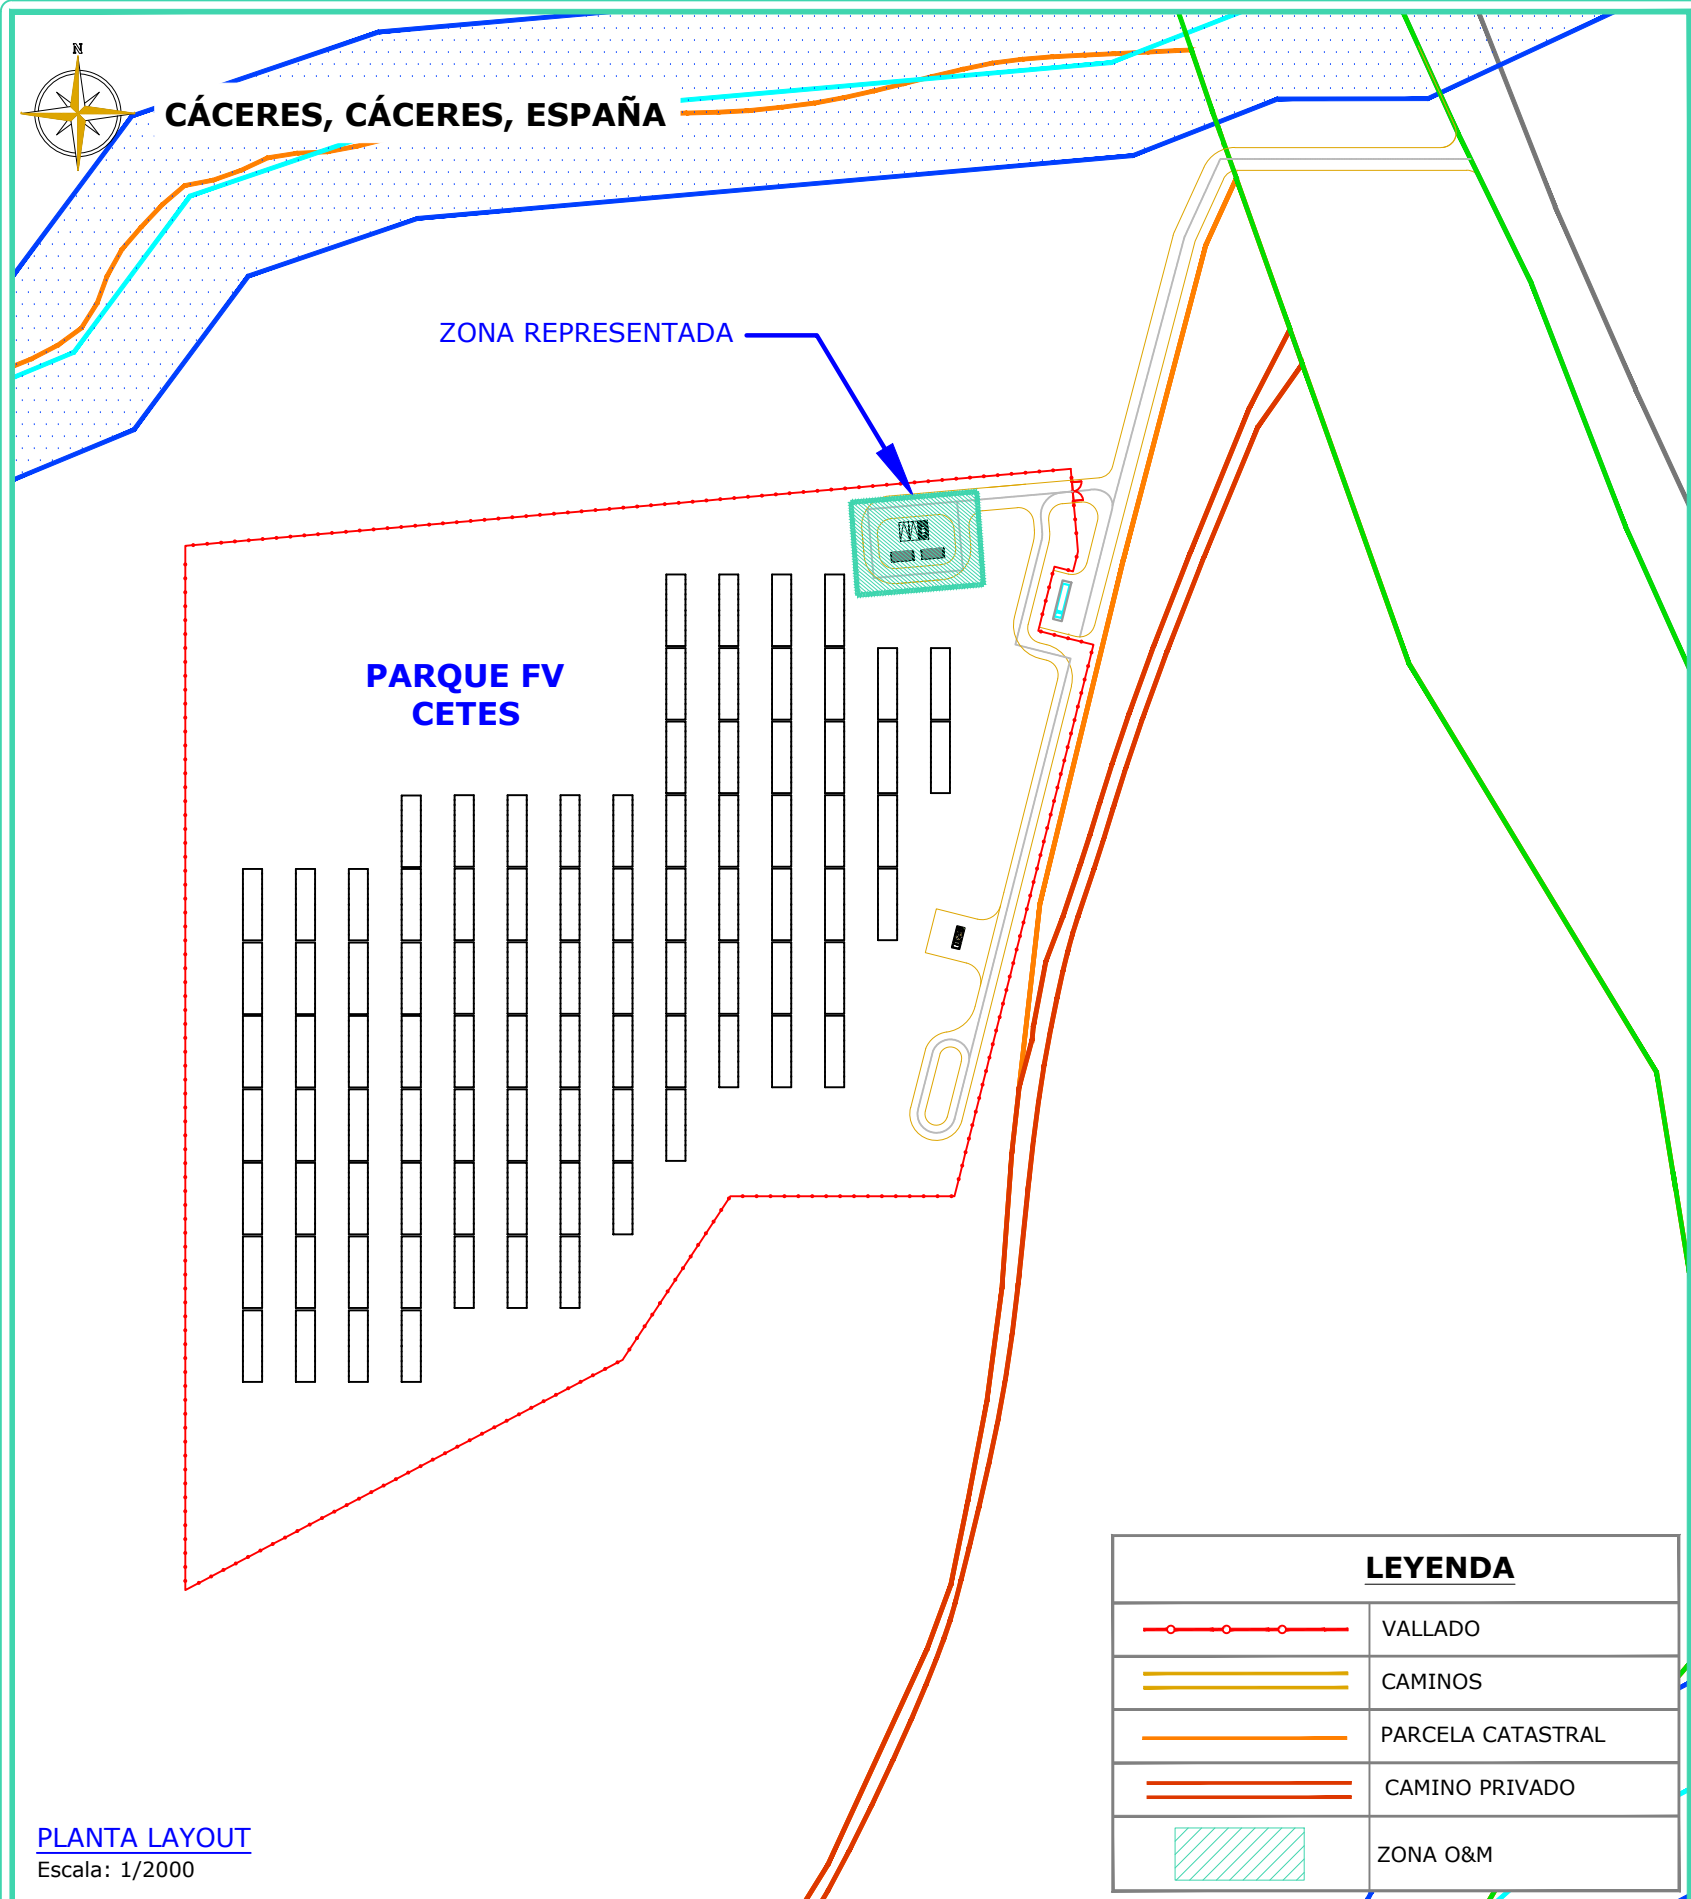 N
CÁCERES, CÁCERES, ESPAÑA
ZONA REPRESENTADA
PARQUE FV
CETES
LEYENDA
VALLADO
CAMINOS
PARCELA CATASTRAL
CAMINO PRIVADO
ZONA O&M
PLANTA LAYOUT
Escala: 1/2000